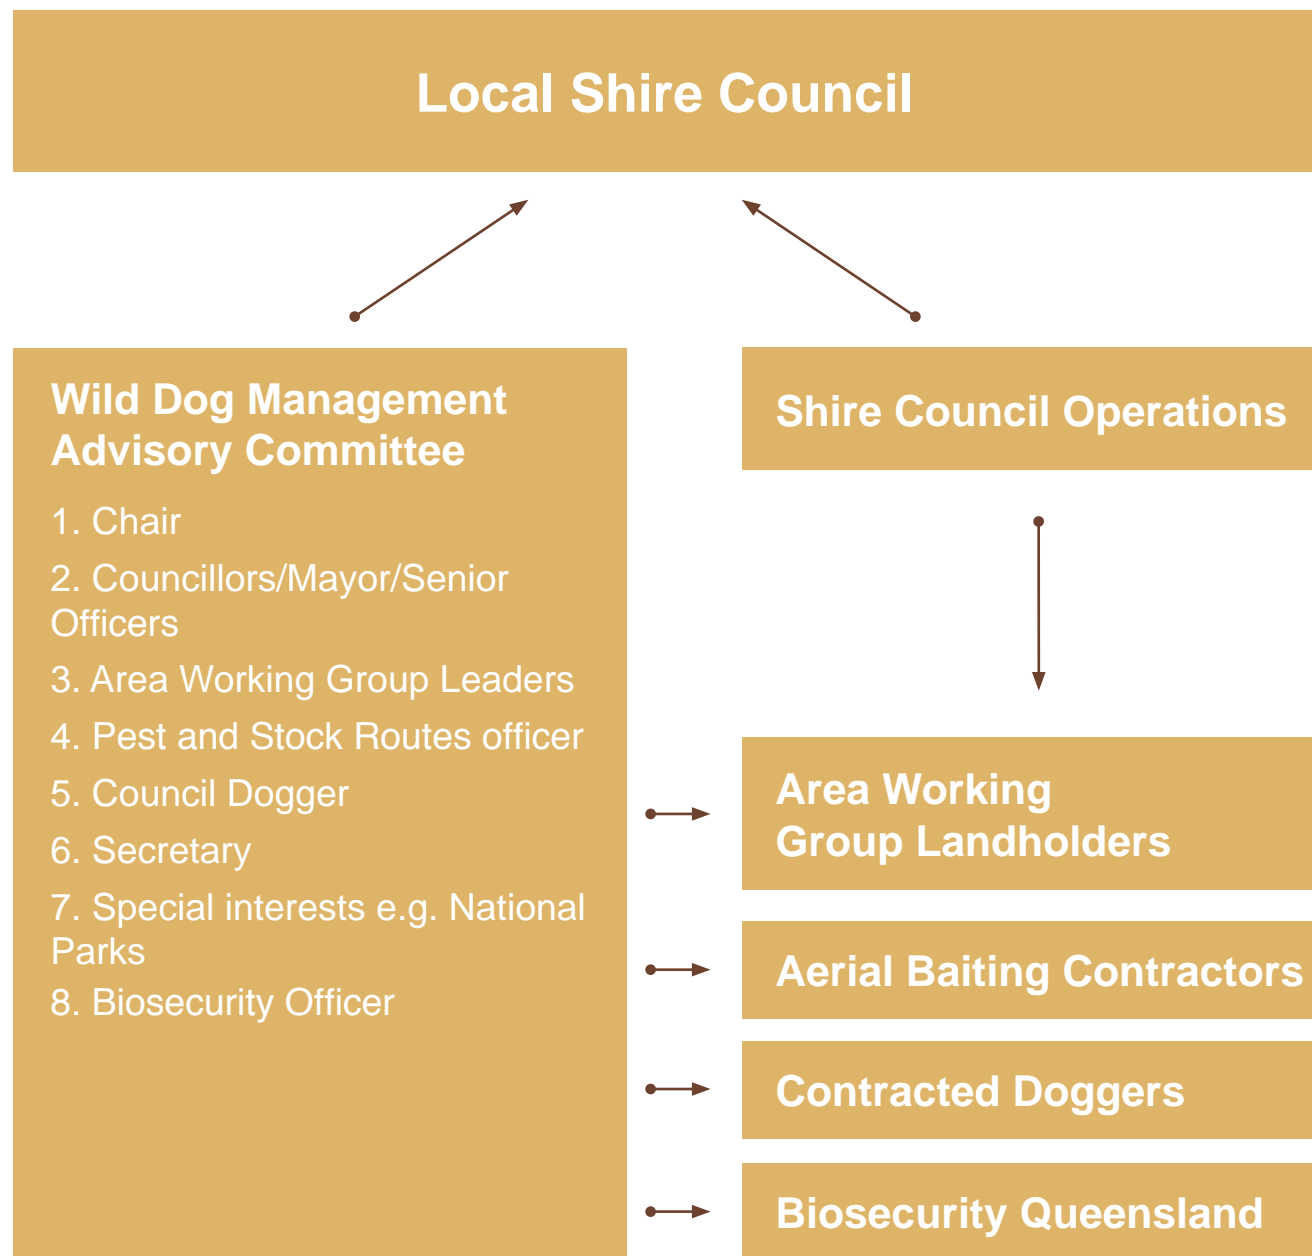 Local Shire Council
Wild Dog Management
Advisory Committee
1. Chair
2. Councillors/Mayor/Senior
Officers
3. Area Working Group Leaders
4. Pest and Stock Routes officer
5. Council Dogger
6. Secretary
7. Special interests e.g. National
Parks
8. Biosecurity Officer
Shire Council Operations
Area Working
Group Landholders
Aerial Baiting Contractors
Contracted Doggers
Biosecurity Queensland